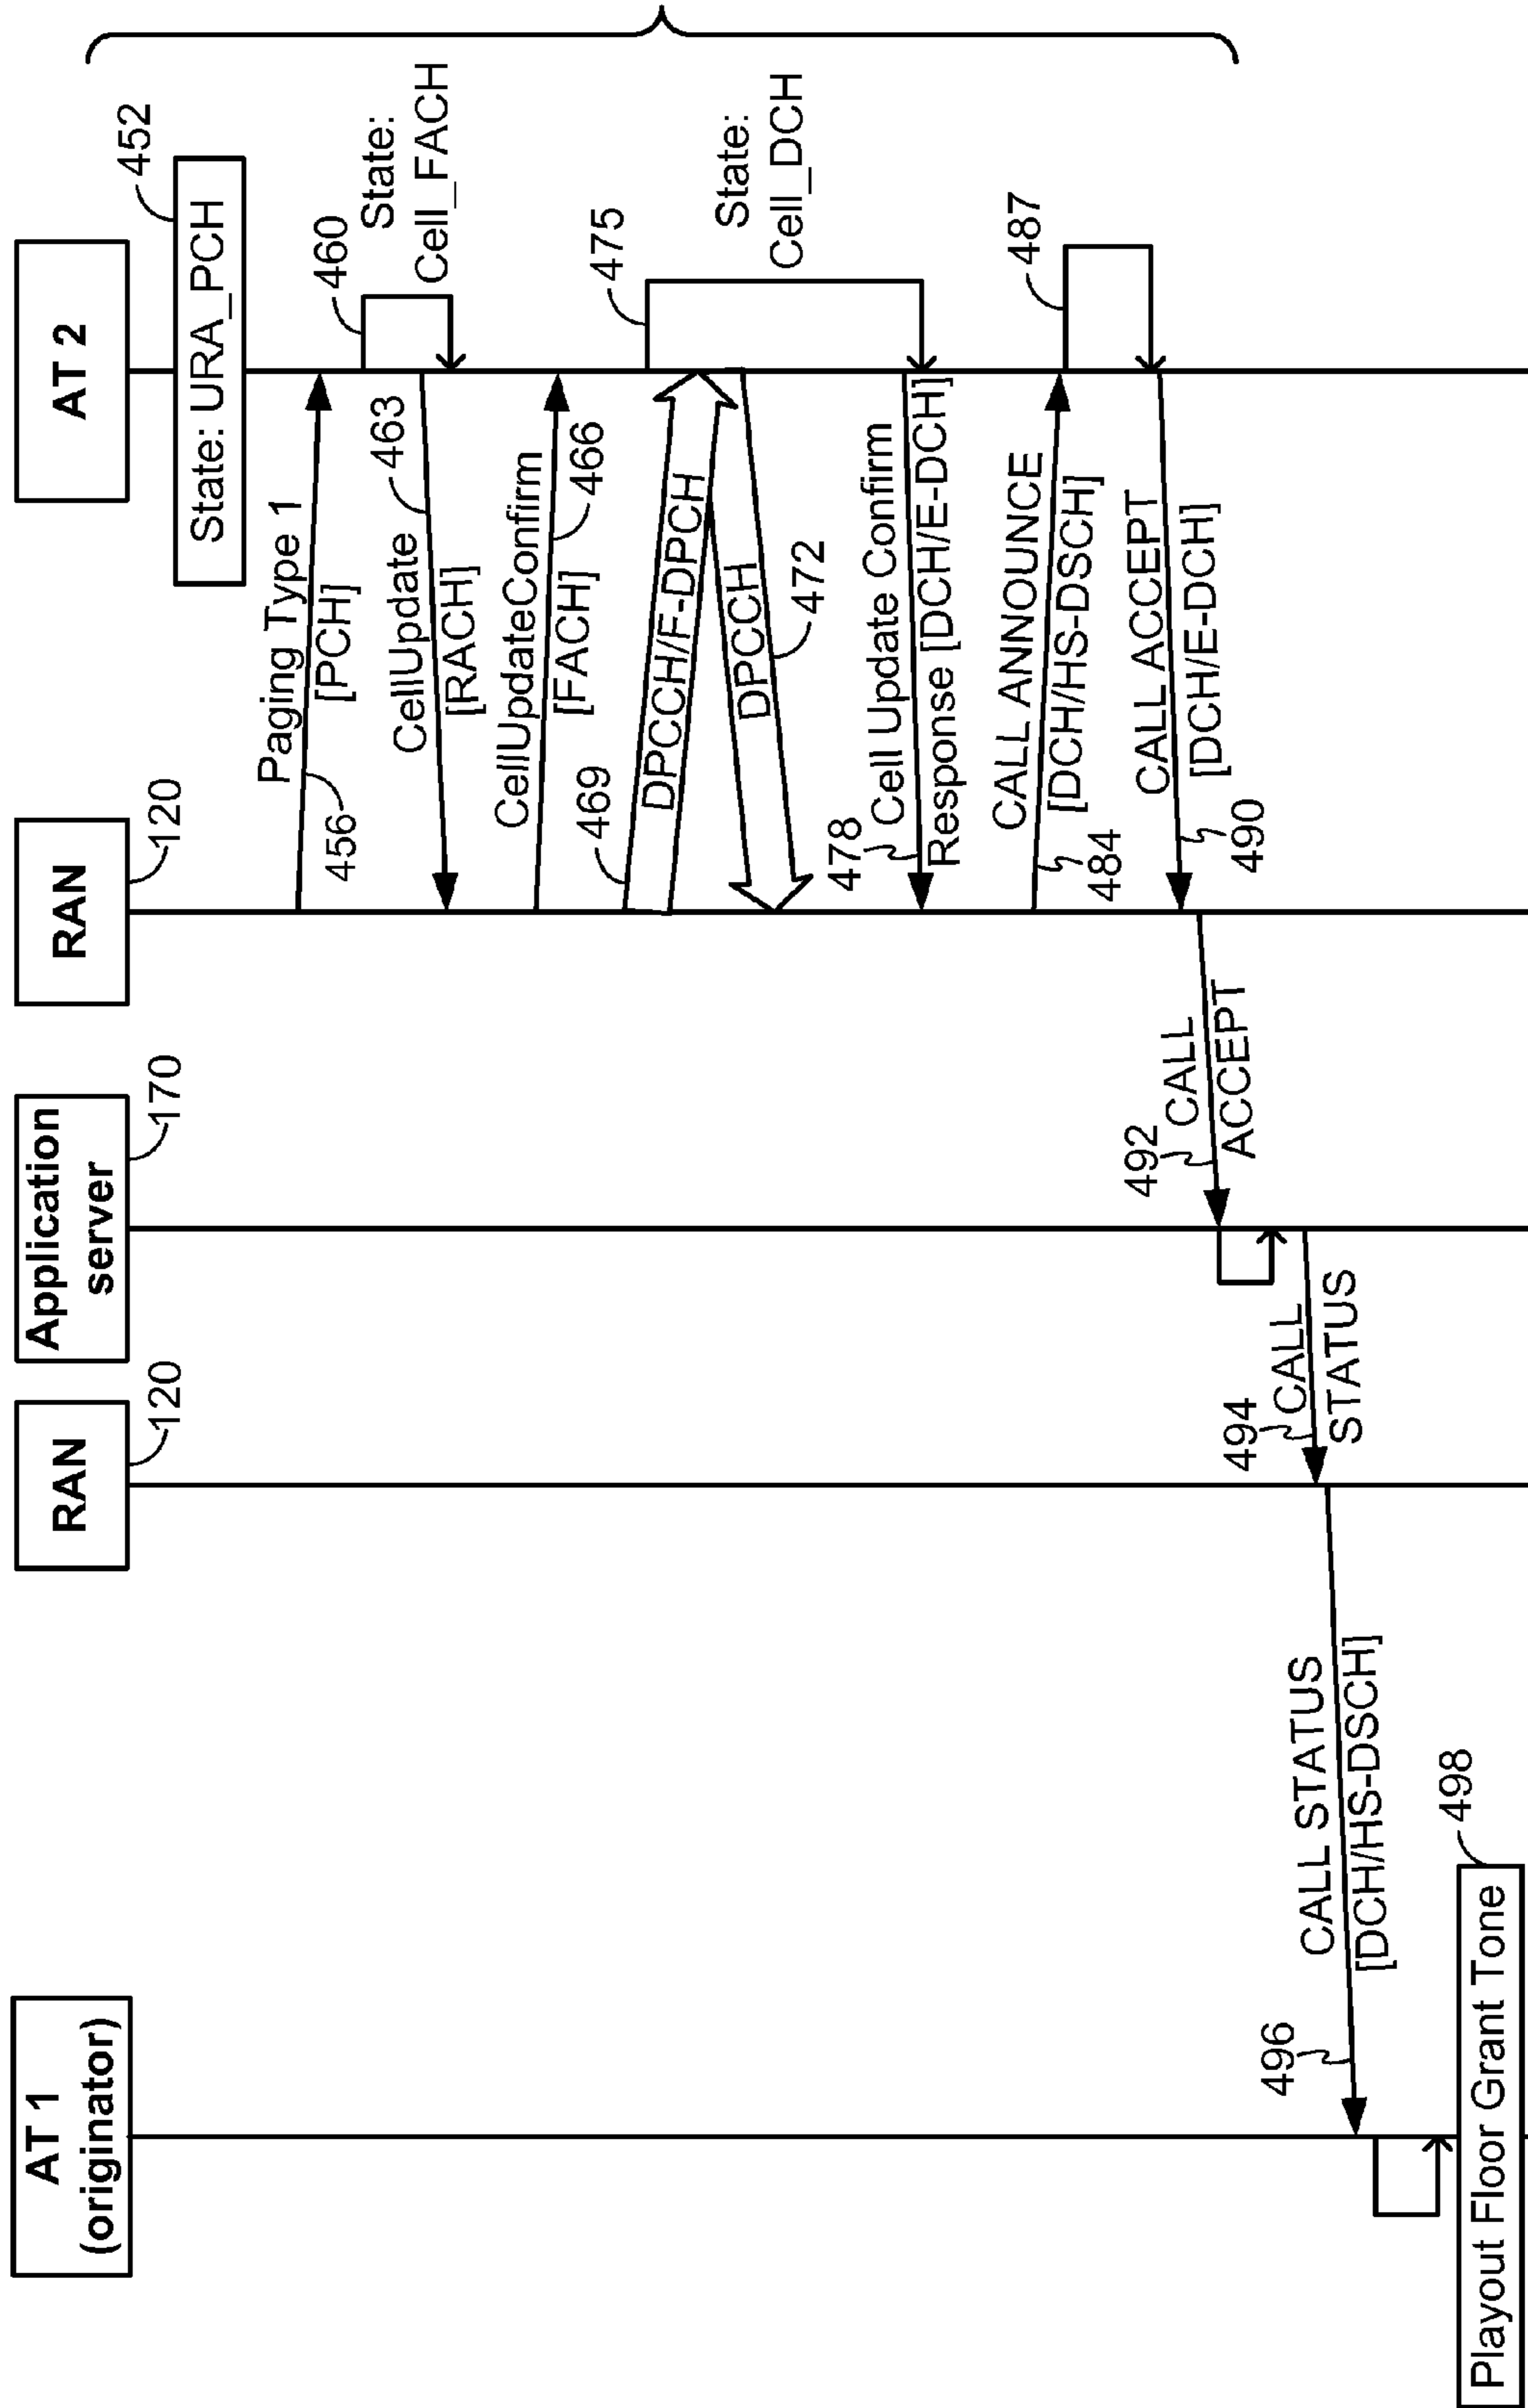 AT 1
(originator)
RAN
120
Application
server
170
RAN
120
AT 2
State: URA_PCH
452
Paging Type 1
[PCH]
456
460
State:
Cell_FACH
CellUpdate
[RACH]
463
CellUpdateConfirm
[FACH]
466
469
DPCCH/F-DPCH
DPCCH
472
475
State:
Cell_DCH
478
Cell Update Confirm
Response [DCH/E-DCH]
CALL ANNOUNCE
[DCH/HS-DSCH]
484
487
CALL ACCEPT
[DCH/E-DCH]
490
492
CALL
ACCEPT
494
CALL
STATUS
CALL STATUS
[DCH/HS-DSCH]
496
Playout Floor Grant Tone
498